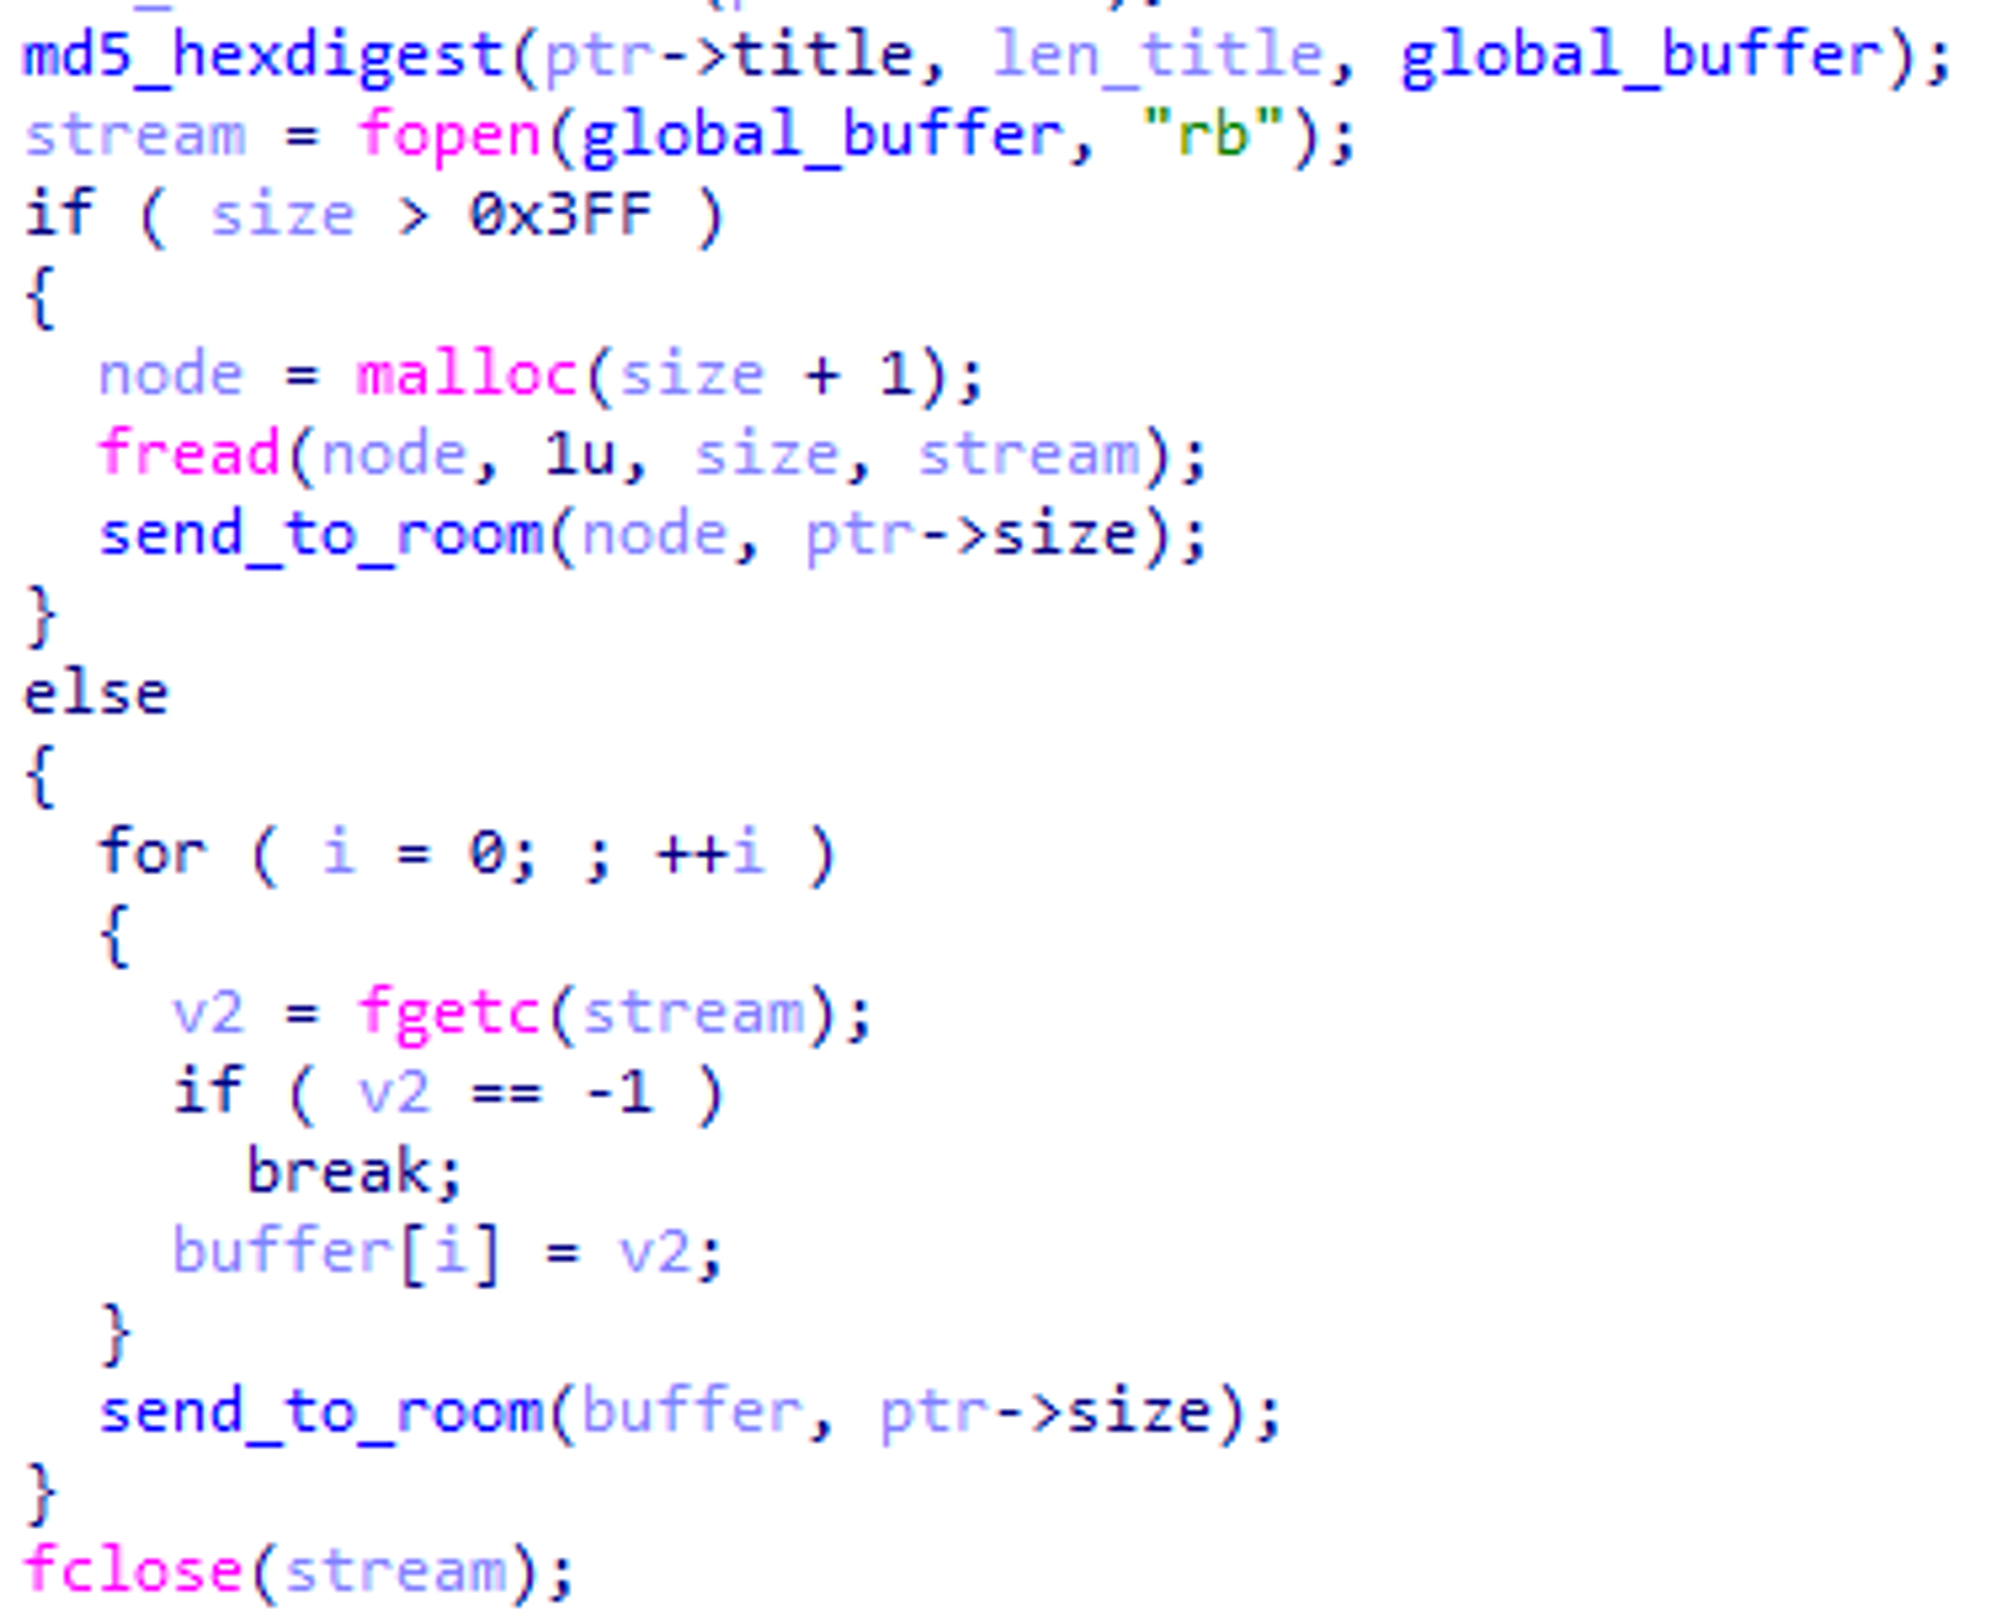 md5_hexdigest(ptr->title, len_title, global_buffer);
stream = fopen(global_buffer, "rb");
if ( size > 0x3FF )
{
  node = malloc(size + 1);
  fread(node, 1u, size, stream);
  send_to_room(node, ptr->size);
}
else
{
  for ( i = 0; ; ++i )
  {
    v2 = fgetc(stream);
    if ( v2 == -1 )
      break;
    buffer[i] = v2;
  }
  send_to_room(buffer, ptr->size);
}
fclose(stream);